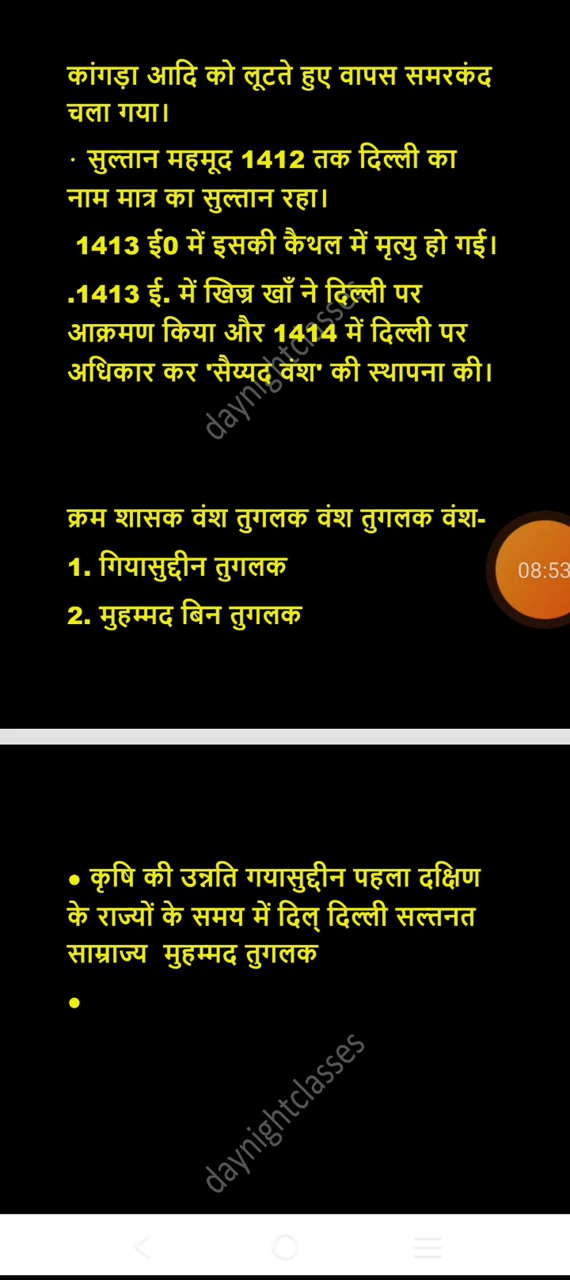 कांगड़ा आदि को लूटते हुए वापस समरकंद
चला गया।
· सुल्तान महमूद 1412 तक दिल्ली का
नाम मात्र का सुल्तान रहा।
1413 ई0 में इसकी कैथल में मृत्यु हो गई।
.1413 ई. में खिज्र खाँ ने दिल्ली पर
आक्रमण किया और 1414 में दिल्ली पर
अधिकार कर 'सैय्यद वंश' की स्थापना की।
daynightclasses
क्रम शासक वंश तुगलक वंश तुगलक वंश-
1. गियासुद्दीन तुगलक
08:53
2. मुहम्मद बिन तुगलक
● कृषि की उन्नति गयासुद्दीन पहला दक्षिण
के राज्यों के समय में दिल् दिल्ली सल्तनत
साम्राज्य मुहम्मद तुगलक
●
daynightclasses